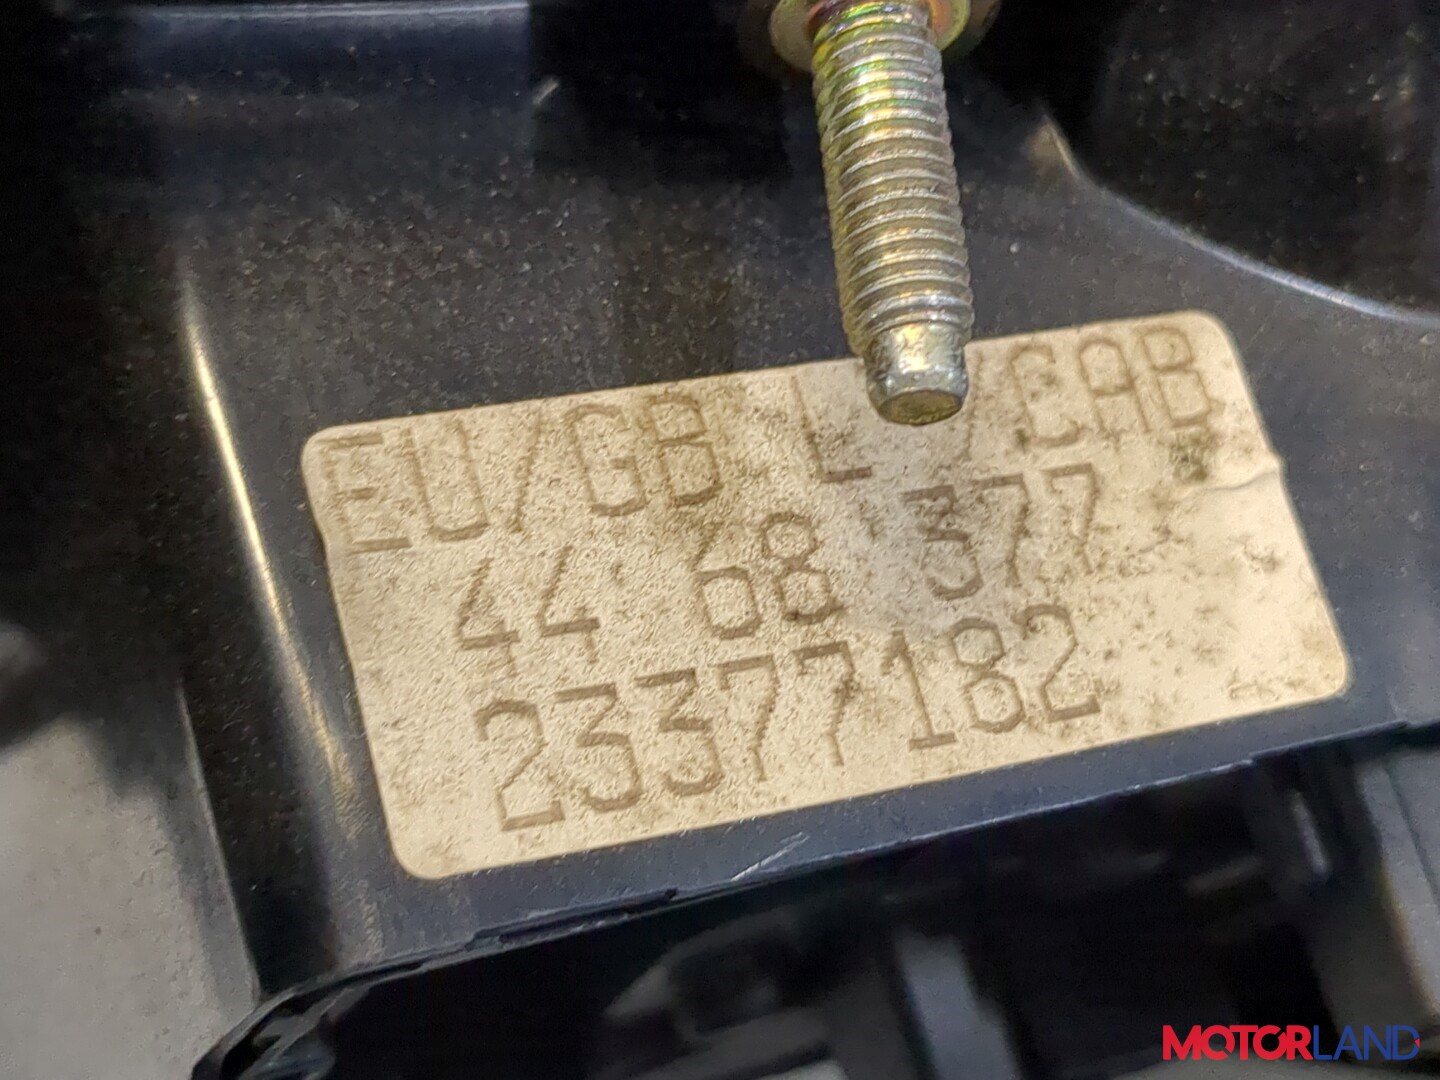 EU/GB L /CAB
44 68 377
23377182
MOTORLAND